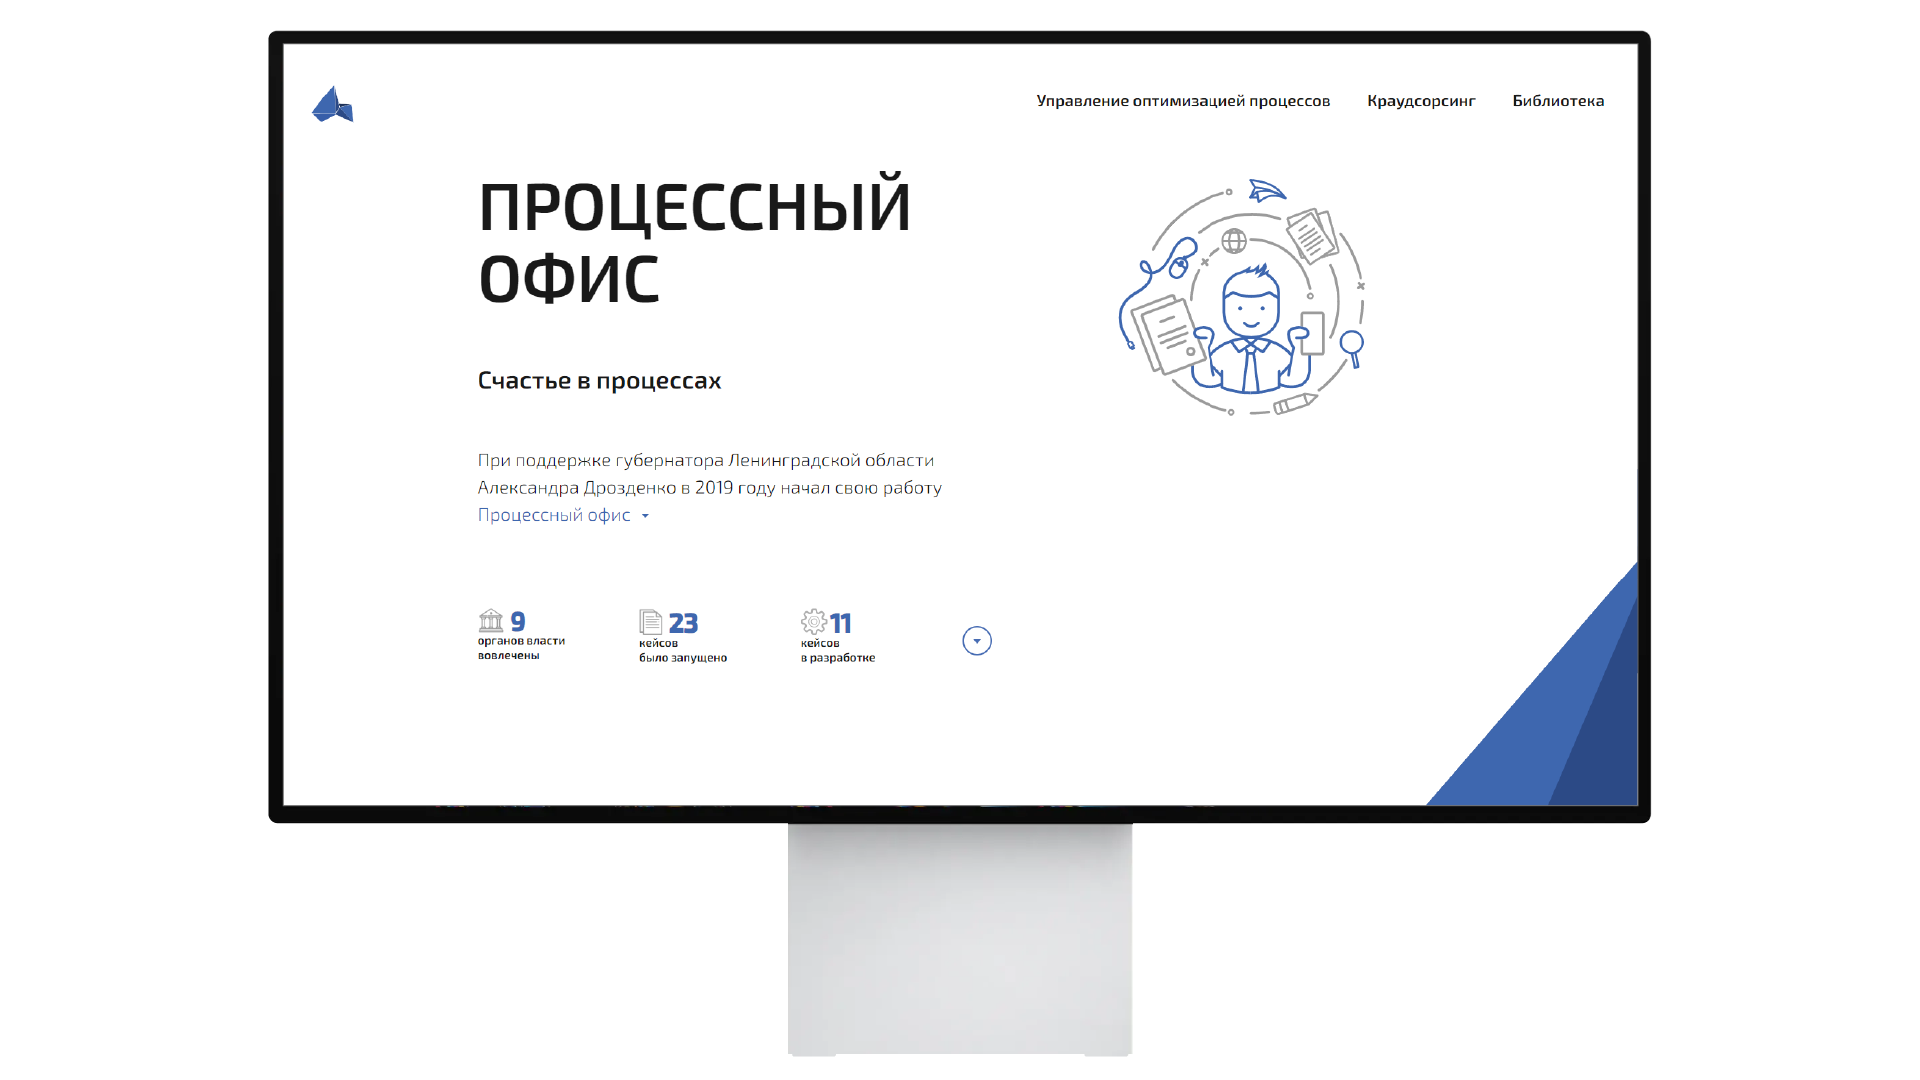 Управление оптимизацией процессов Краудсорсинг Библиотека
ПРОЦЕССНЫЙ
ОФИС
Счастье в процессах
При поддержке губернатора Ленинградской области
Александра Дрозденко в 2019 году начал свою работу
Процессный офис
9
органов власти
вовлечены
23
кейсов
было запущено
11
кейсов
в разработке